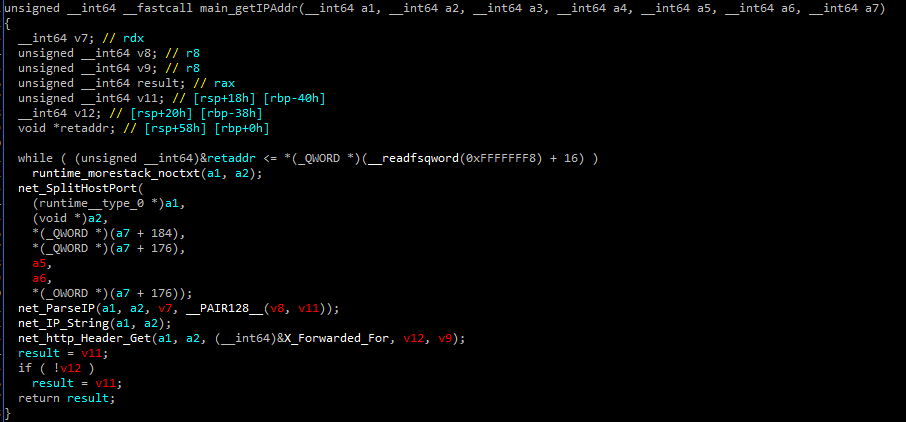 unsigned __int64 __fastcall main_getIPAddr(__int64 a1, __int64 a2, __int64 a3, __int64 a4, __int64 a5, __int64 a6, __int64 a7)
{
  __int64 v7; // rdx
  unsigned __int64 v8; // r8
  unsigned __int64 v9; // r8
  unsigned __int64 result; // rax
  unsigned __int64 v11; // [rsp+18h] [rbp-40h]
  __int64 v12; // [rsp+20h] [rbp-38h]
  void *retaddr; // [rsp+58h] [rbp+0h]

  while ( (unsigned __int64)&retaddr <= *(_QWORD *)(__readfsqword(0xFFFFFFF8) + 16) )
    runtime_morestack_noctxt(a1, a2);
  net_SplitHostPort(
    (runtime__type_0 *)a1,
    (void *)a2,
    *(_QWORD *)(a7 + 184),
    *(_QWORD *)(a7 + 176),
    a5,
    a6,
    *(_OWORD *)(a7 + 176));
  net_ParseIP(a1, a2, v7, __PAIR128__(v8, v11));
  net_IP_String(a1, a2);
  net_http_Header_Get(a1, a2, (__int64)&X_Forwarded_For, v12, v9);
  result = v11;
  if ( !v12 )
    result = v11;
  return result;
}